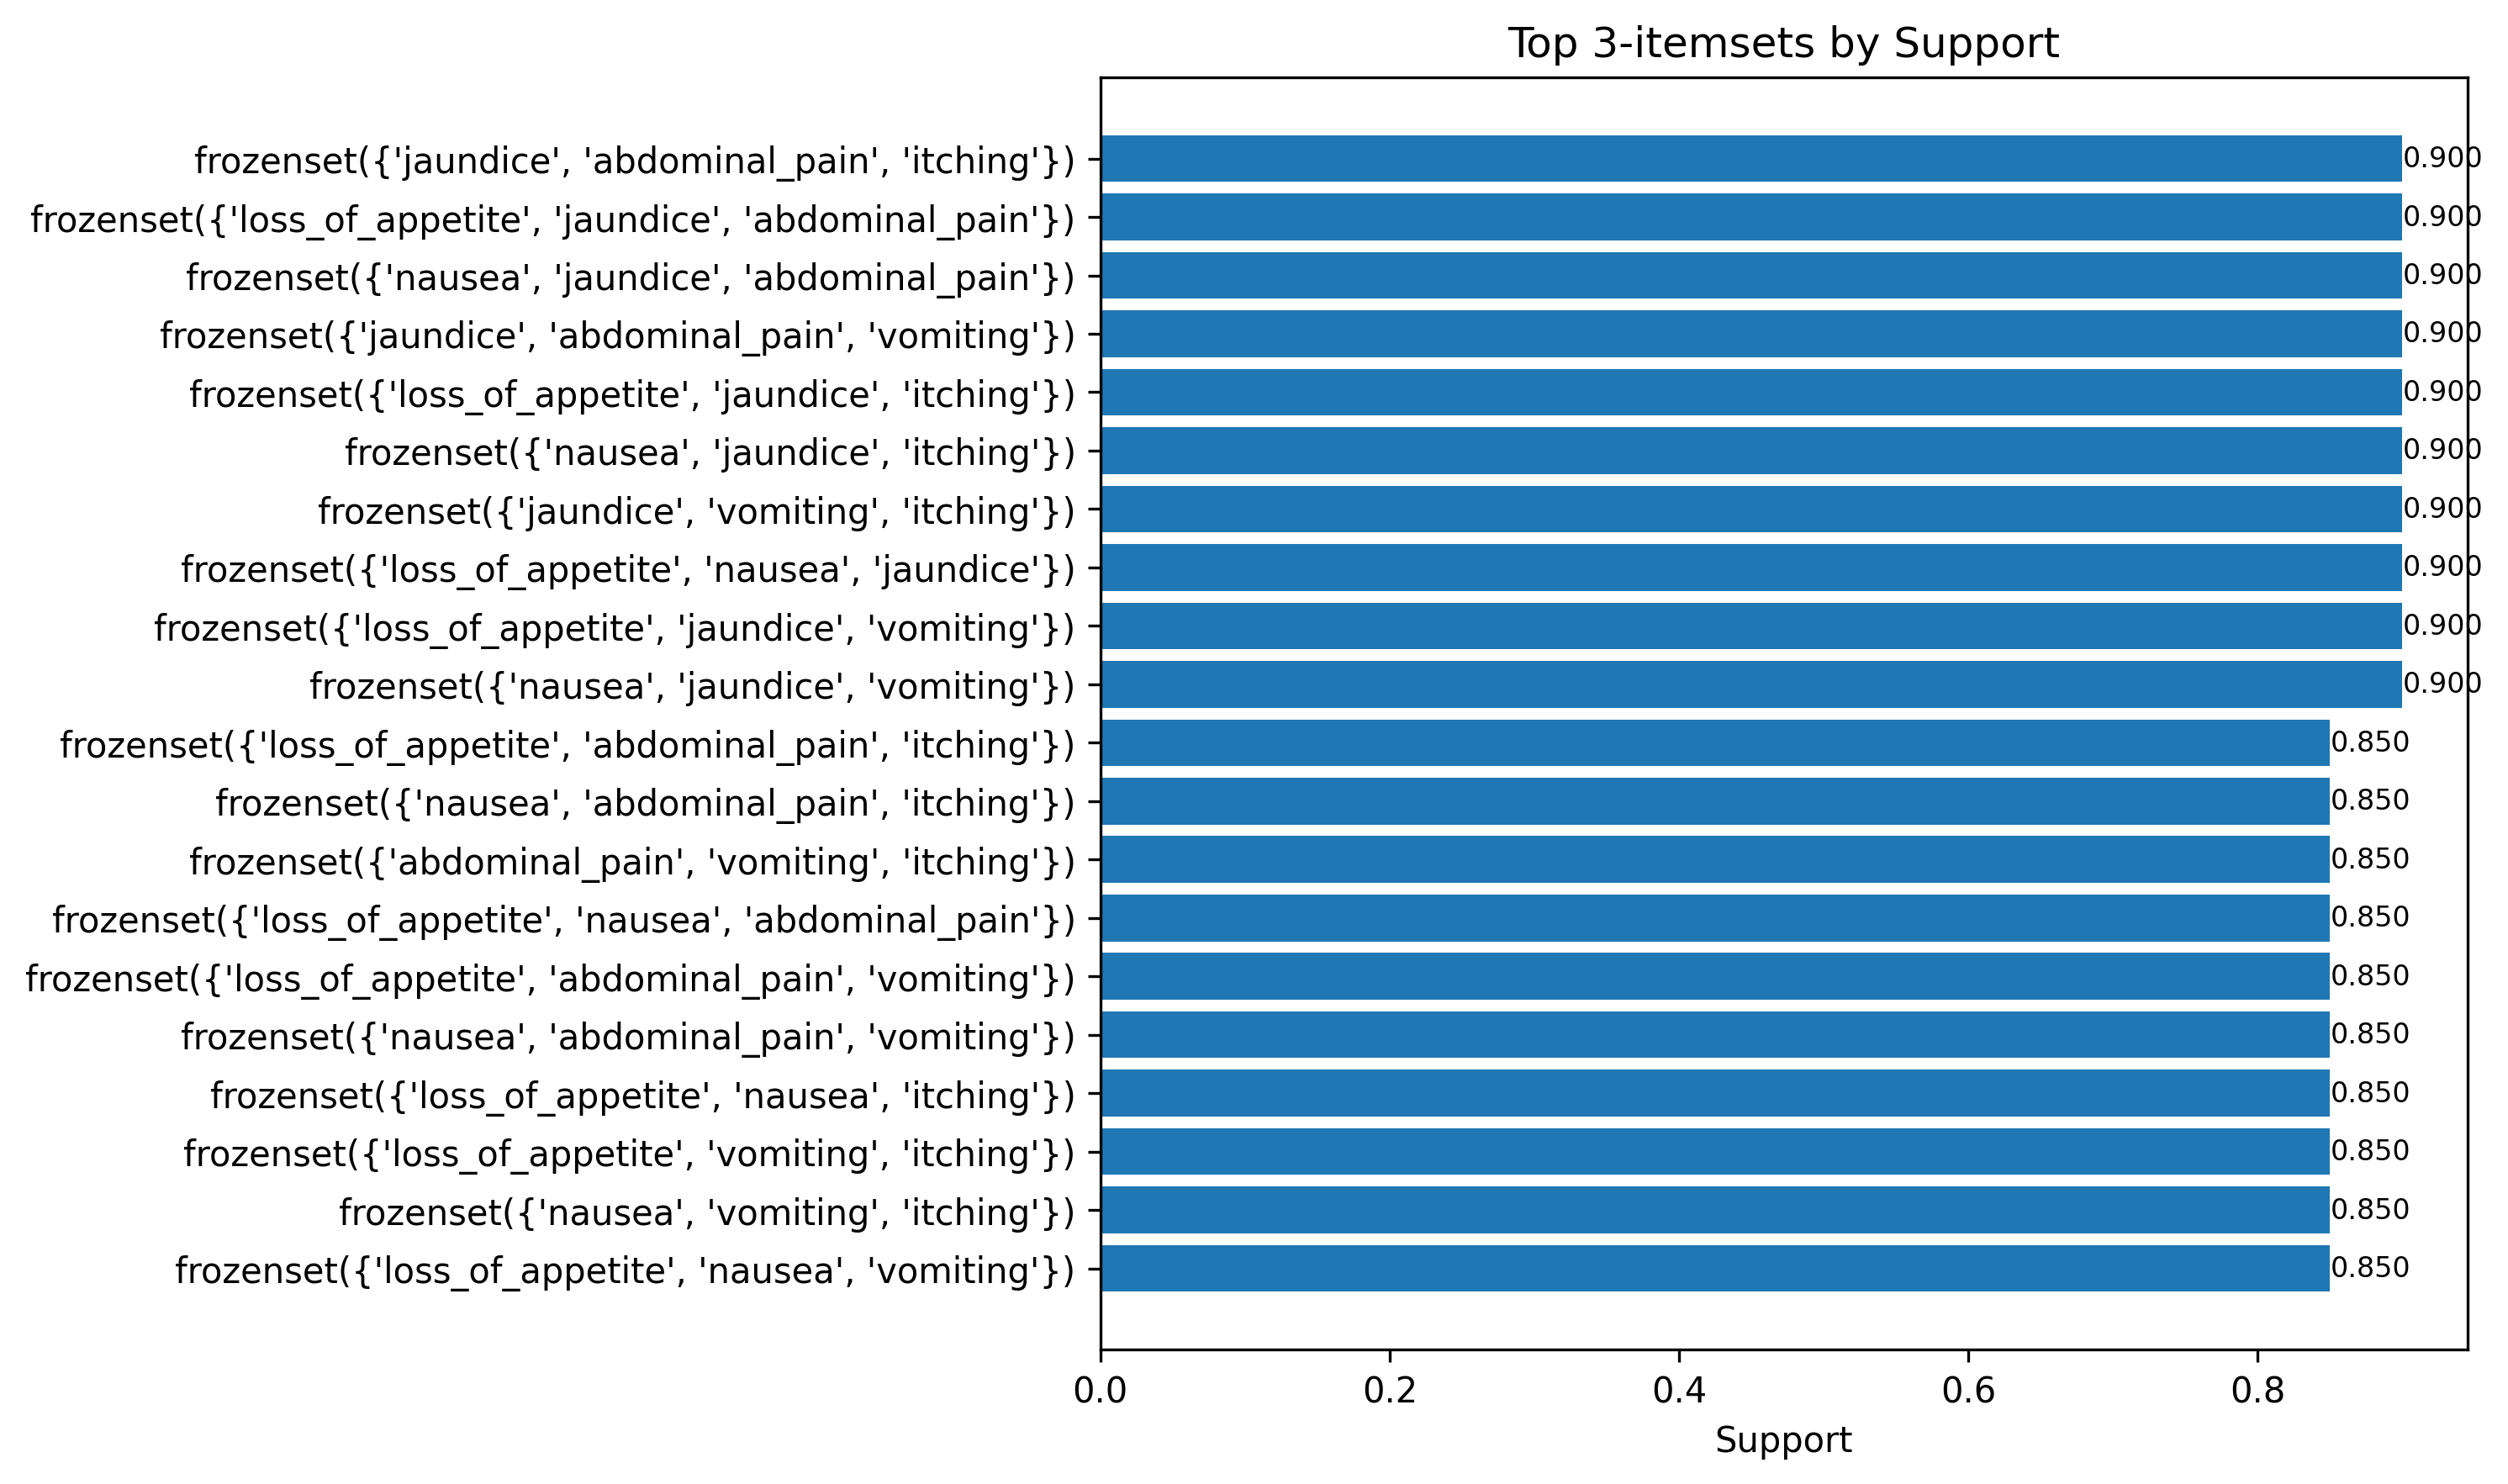 Top 3-itemsets by Support
frozenset({'jaundice', 'abdominal_pain', 'itching'}) 0.900
frozenset({'loss_of_appetite', 'jaundice', 'abdominal_pain'}) 0.900
frozenset({'nausea', 'jaundice', 'abdominal_pain'}) 0.900
frozenset({'jaundice', 'abdominal_pain', 'vomiting'}) 0.900
frozenset({'loss_of_appetite', 'jaundice', 'itching'}) 0.900
frozenset({'nausea', 'jaundice', 'itching'}) 0.900
frozenset({'jaundice', 'vomiting', 'itching'}) 0.900
frozenset({'loss_of_appetite', 'nausea', 'jaundice'}) 0.900
frozenset({'loss_of_appetite', 'jaundice', 'vomiting'}) 0.900
frozenset({'nausea', 'jaundice', 'vomiting'}) 0.900
frozenset({'loss_of_appetite', 'abdominal_pain', 'itching'}) 0.850
frozenset({'nausea', 'abdominal_pain', 'itching'}) 0.850
frozenset({'abdominal_pain', 'vomiting', 'itching'}) 0.850
frozenset({'loss_of_appetite', 'nausea', 'abdominal_pain'}) 0.850
frozenset({'loss_of_appetite', 'abdominal_pain', 'vomiting'}) 0.850
frozenset({'nausea', 'abdominal_pain', 'vomiting'}) 0.850
frozenset({'loss_of_appetite', 'nausea', 'itching'}) 0.850
frozenset({'loss_of_appetite', 'vomiting', 'itching'}) 0.850
frozenset({'nausea', 'vomiting', 'itching'}) 0.850
frozenset({'loss_of_appetite', 'nausea', 'vomiting'}) 0.850
0.0 0.2 0.4 0.6 0.8
Support